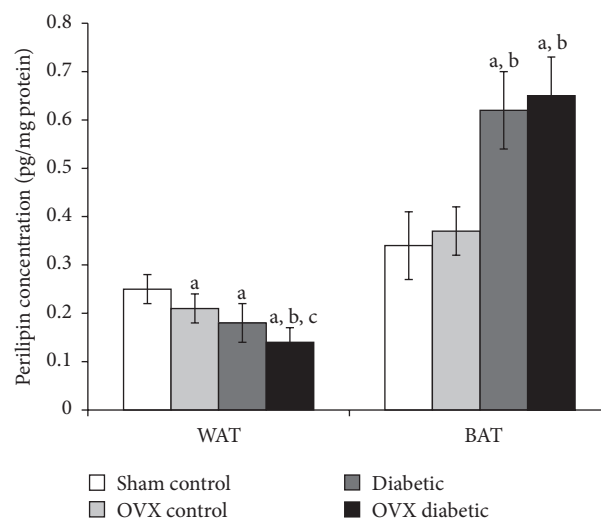 Perilipin concentration (pg/mg protein)
0.8
0.7
0.6
0.5
0.4
0.3
0.2
0.1
0
a
a
a, b, c
a, b
a, b
WAT
BAT
Sham control
OVX control
Diabetic
OVX diabetic